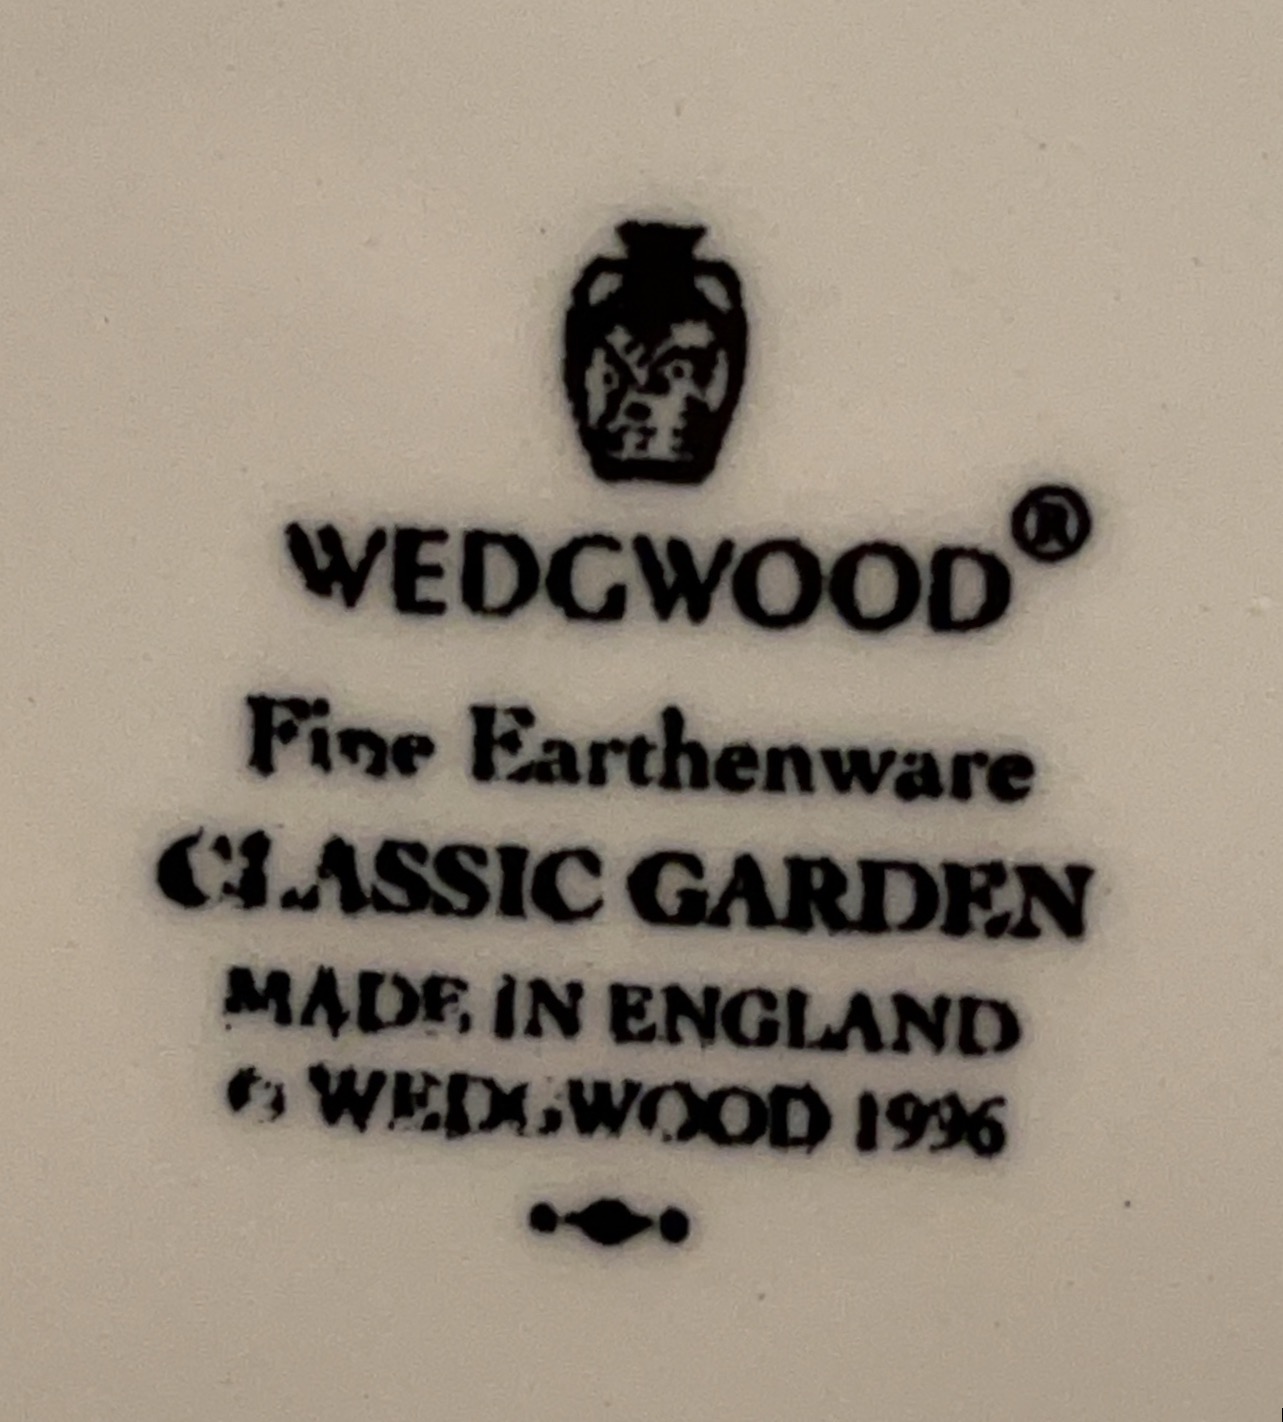 WEDGWOOD®
Fine Earthenware
CLASSIC GARDEN
MADE IN ENGLAND
© WEDGWOOD 1996